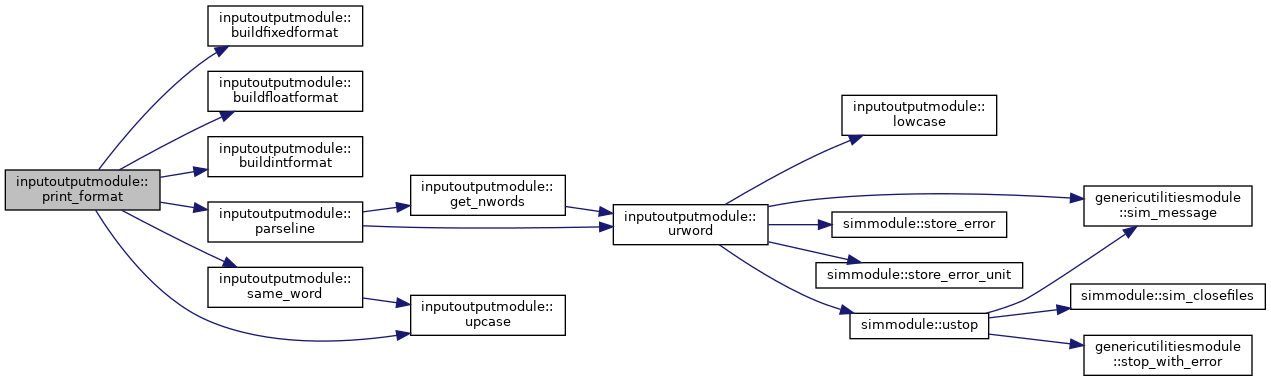 inputoutputmodule::
print_format
inputoutputmodule::
buildfixedformat
inputoutputmodule::
buildfloatformat
inputoutputmodule::
buildintformat
inputoutputmodule::
parseline
inputoutputmodule::
same_word
inputoutputmodule::
get_nwords
inputoutputmodule::
upcase
inputoutputmodule::
urword
inputoutputmodule::
lowcase
simmodule::store_error
simmodule::store_error_unit
simmodule::ustop
genericutilitiesmodule
::sim_message
simmodule::sim_closefiles
genericutilitiesmodule
::stop_with_error